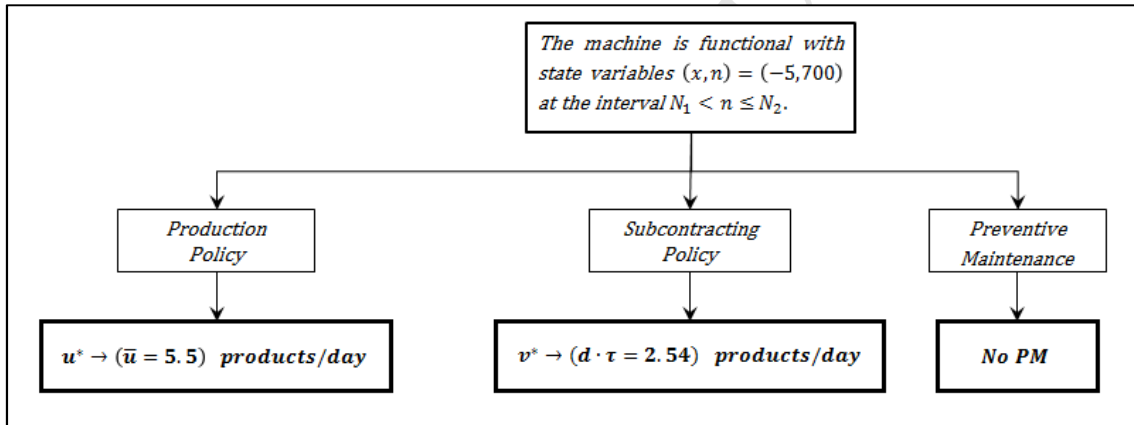 The machine is functional with
state variables (x, n) = (−5,700)
at the interval N₁ < n ≤ N₂.
Production
Policy
Subcontracting
Policy
Preventive
Maintenance
u* → (ū = 5.5) products/day
v* → (d · τ = 2.54) products/day
No PM